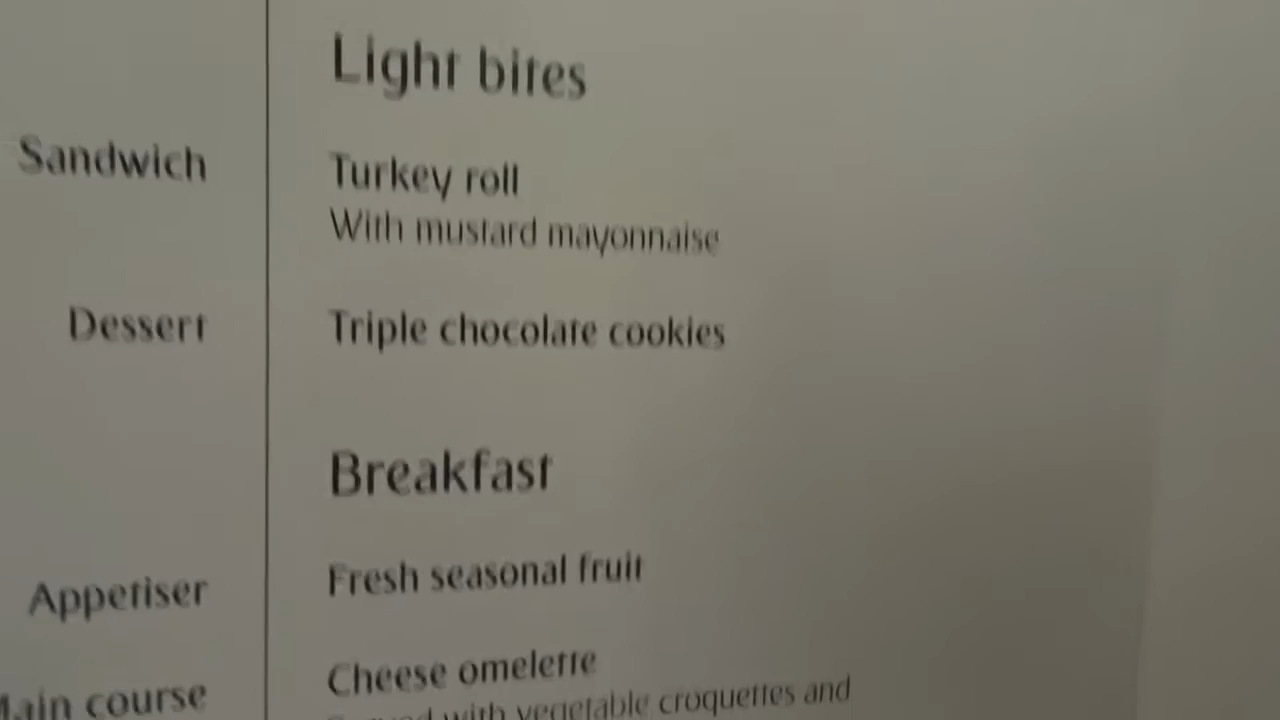 Light bites
Sandwich Turkey roll
With mustard mayonnaise
Dessert Triple chocolate cookies
Breakfast
Appetiser Fresh seasonal fruit
Main course Cheese omelette
Served with vegetable croquettes and